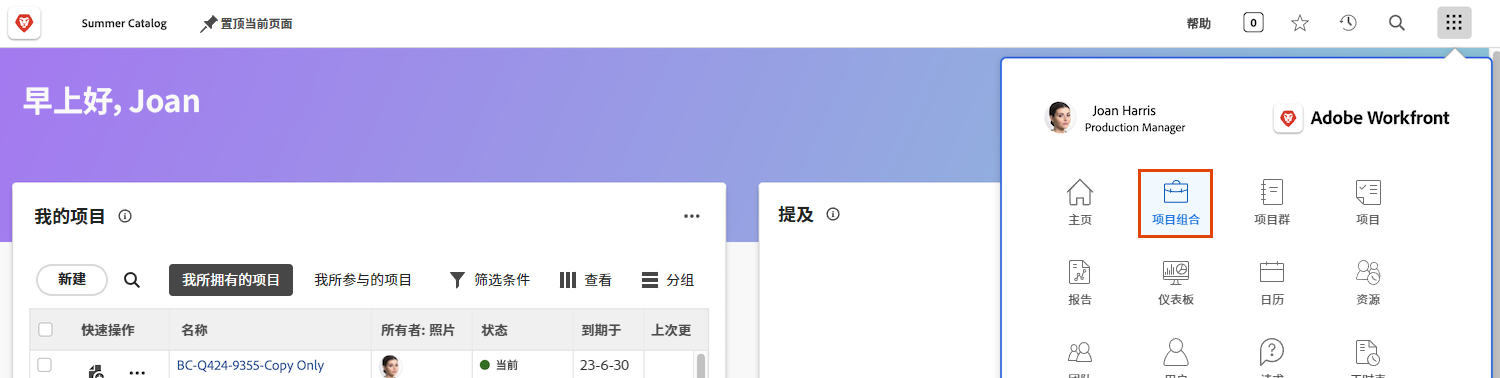 Summer Catalog 置顶当前页面 帮助 0
早上好, Joan
Joan Harris
Production Manager
Adobe Workfront
主页 项目组合 项目群 项目
报告 仪表板 日历 资源
我的项目
提及
新建 我所拥有的项目 我所参与的项目 筛选条件 查看 分组
快速操作 名称 所有者: 照片 状态 到期于 上次更
BC-Q424-9355-Copy Only 当前 23-6-30